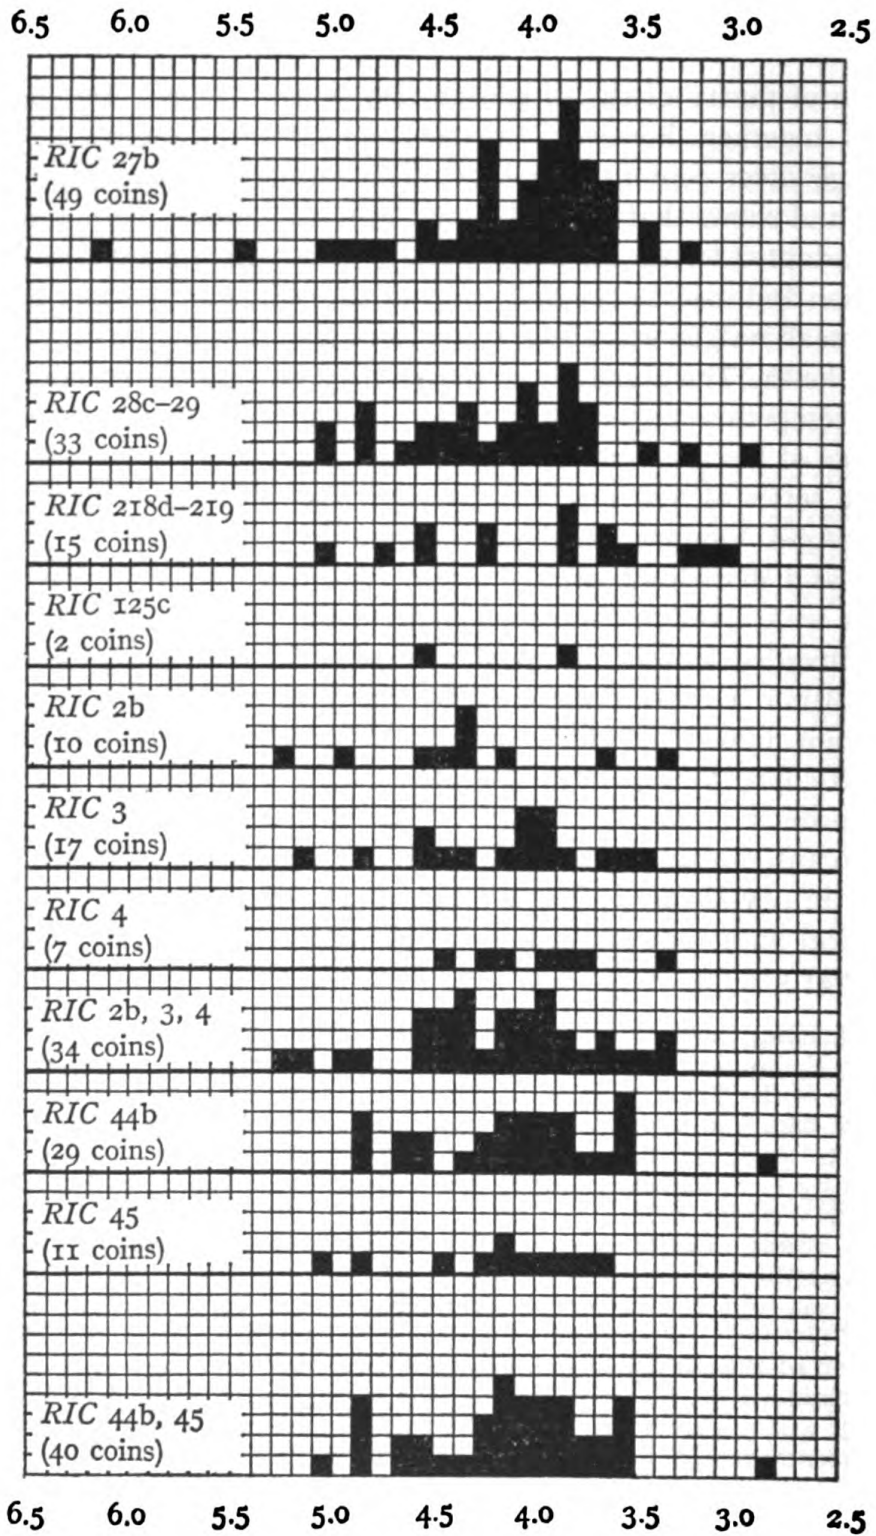 6.5 6.0 5.5 5.0 4.5 4.0 3.5 3.0 2.5
RIC 27b
(49 coins)
RIC 28c–29
(33 coins)
RIC 218d–219
(15 coins)
RIC 125c
(2 coins)
RIC 2b
(10 coins)
RIC 3
(17 coins)
RIC 4
(7 coins)
RIC 2b, 3, 4
(34 coins)
RIC 44b
(29 coins)
RIC 45
(11 coins)
RIC 44b, 45
(40 coins)
6.5 6.0 5.5 5.0 4.5 4.0 3.5 3.0 2.5